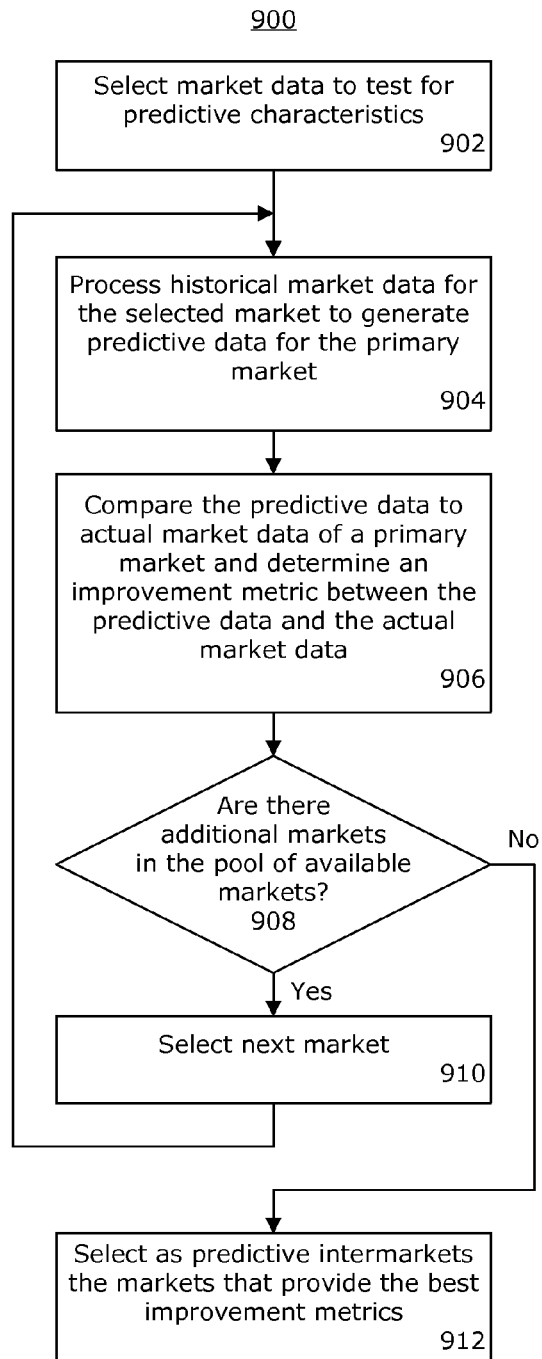 900
Select market data to test for
predictive characteristics
902
Process historical market data for
the selected market to generate
predictive data for the primary
market
904
Compare the predictive data to
actual market data of a primary
market and determine an
improvement metric between the
predictive data and the actual
market data
906
Are there
additional markets
in the pool of available
markets?
908
No
Yes
Select next market
910
Select as predictive intermarkets
the markets that provide the best
improvement metrics
912